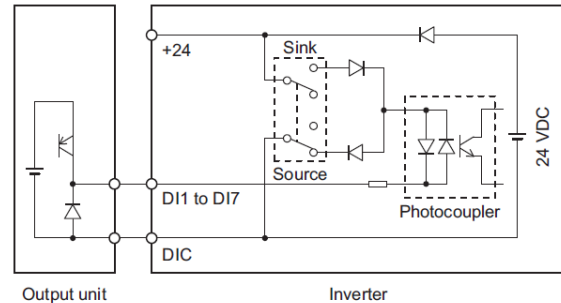 +24
Sink
24 VDC
Source
DI1 to DI7
Photocoupler
DIC
Output unit
Inverter